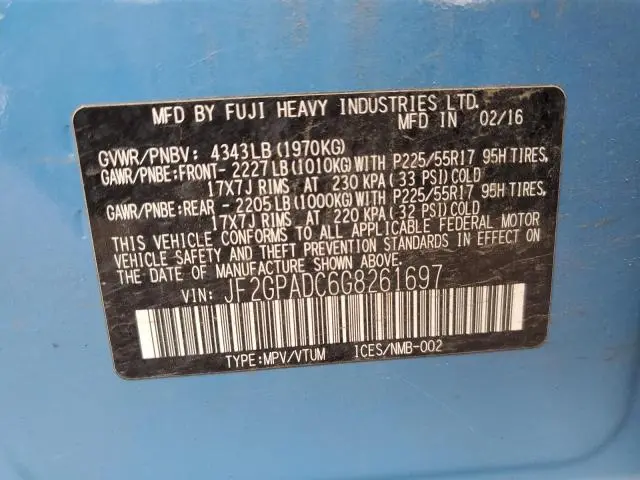 MFD BY FUJI HEAVY INDUSTRIES LTD.
MFD IN 02/16
GVWR/PNBV: 4343LB(1970KG)
GAWR/PNBE:FRONT- 2227LB(1010KG)WITH P225/55R17 95H TIRES,
17X7J RIMS AT 230 KPA(33 PSI)COLD
GAWR/PNBE:REAR - 2205LB(1000KG)WITH P225/55R17 95H TIRES,
17X7J RIMS AT 220 KPA(32 PSI)COLD
THIS VEHICLE CONFORMS TO ALL APPLICABLE FEDERAL MOTOR
VEHICLE SAFETY AND THEFT PREVENTION STANDARDS IN EFFECT ON
THE DATE OF MANUFACTURE SHOWN ABOVE.
VIN: JF2GPADC6G8261697
TYPE:MPV/VTUM ICES/NMB-002